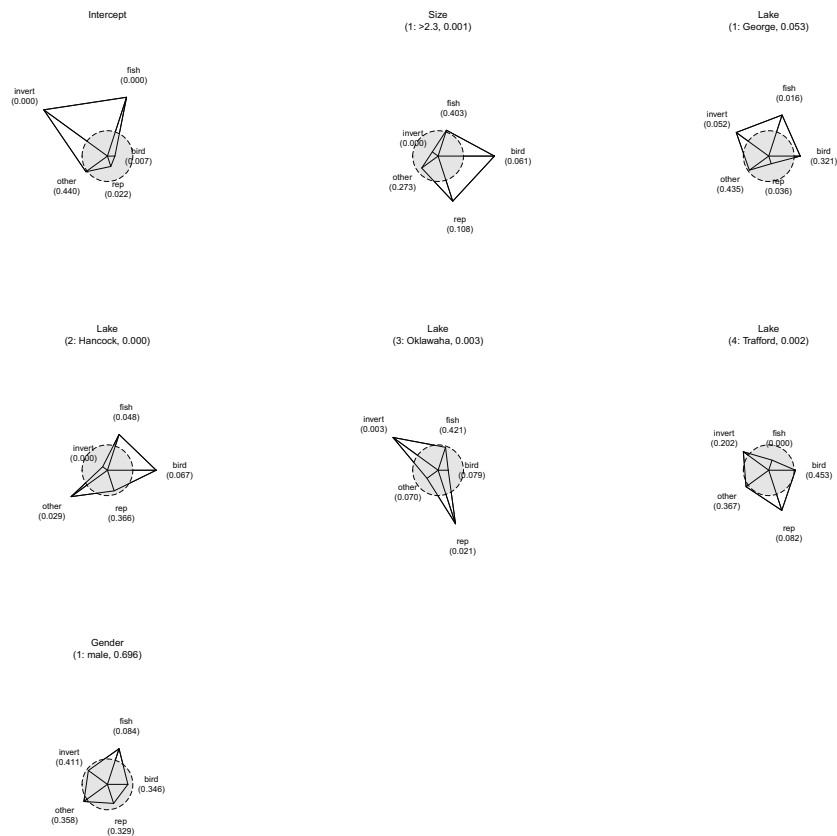 Intercept
fish
(0.000)
invert
(0.000)
bird
(0.007)
other
(0.440)
rep
(0.022)
Size
(1: >2.3, 0.001)
fish
(0.403)
invert
(0.000)
bird
(0.061)
other
(0.273)
rep
(0.108)
Lake
(1: George, 0.053)
fish
(0.016)
invert
(0.052)
bird
(0.321)
other
(0.435)
rep
(0.036)
Lake
(2: Hancock, 0.000)
fish
(0.048)
invert
(0.000)
bird
(0.067)
other
(0.029)
rep
(0.366)
Lake
(3: Oklawaha, 0.003)
invert
(0.003)
fish
(0.421)
bird
(0.079)
other
(0.070)
rep
(0.021)
Lake
(4: Trafford, 0.002)
invert
(0.202)
fish
(0.000)
bird
(0.453)
other
(0.367)
rep
(0.082)
Gender
(1: male, 0.696)
fish
(0.084)
invert
(0.411)
bird
(0.346)
other
(0.358)
rep
(0.329)